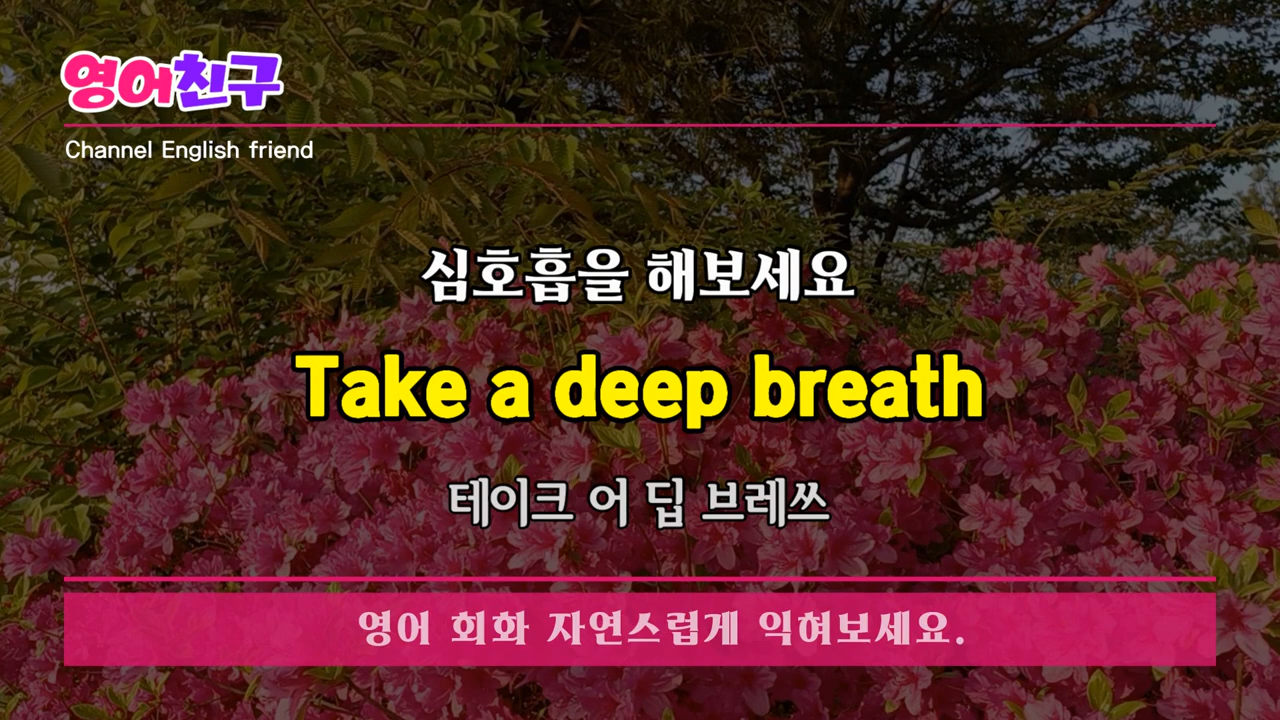 영어친구
Channel English friend
심호흡을 해보세요
Take a deep breath
테이크 어 딥 브레쓰
영어 회화 자연스럽게 익혀보세요.